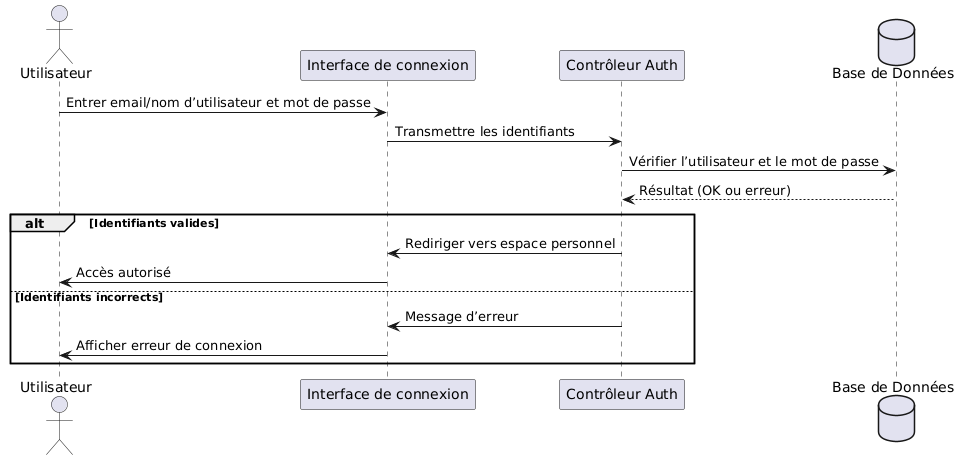 Utilisateur
Interface de connexion
Contrôleur Auth
Base de Données
Entrer email/nom d’utilisateur et mot de passe
Transmettre les identifiants
Vérifier l’utilisateur et le mot de passe
Résultat (OK ou erreur)
alt
[Identifiants valides]
Rediriger vers espace personnel
Accès autorisé
[Identifiants incorrects]
Message d’erreur
Afficher erreur de connexion
Utilisateur
Interface de connexion
Contrôleur Auth
Base de Données